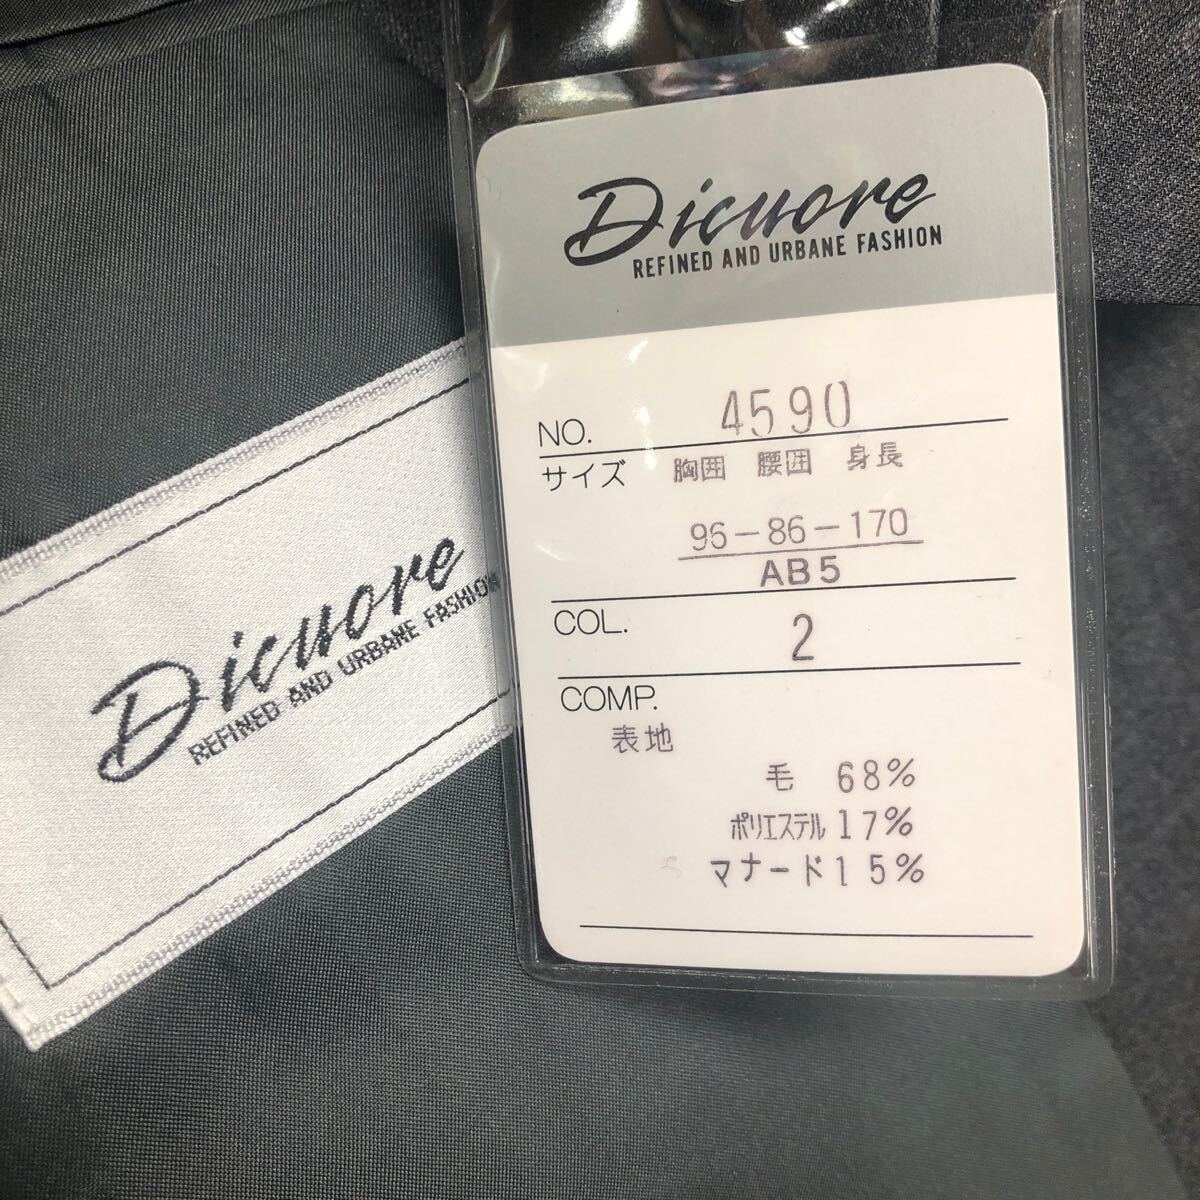 Dicuore
REFINED AND URBANE FASHION
NO. 4590
サイズ 胸囲 腰囲 身長
96-86-170
AB5
COL. 2
COMP.
表地
毛 68%
ポリエステル 17%
マナード 15%
Dicuore
REFINED AND URBANE FASHION